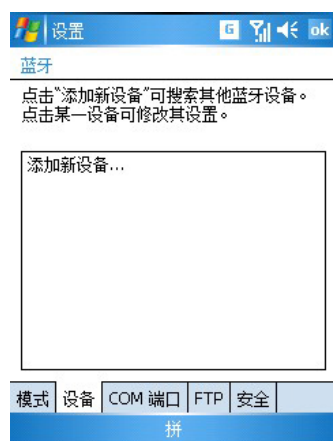 设置 G ok
蓝牙
点击“添加新设备”可搜索其他蓝牙设备。
点击某一设备可修改其设置。
添加新设备...
模式 设备 COM 端口 FTP 安全
拼